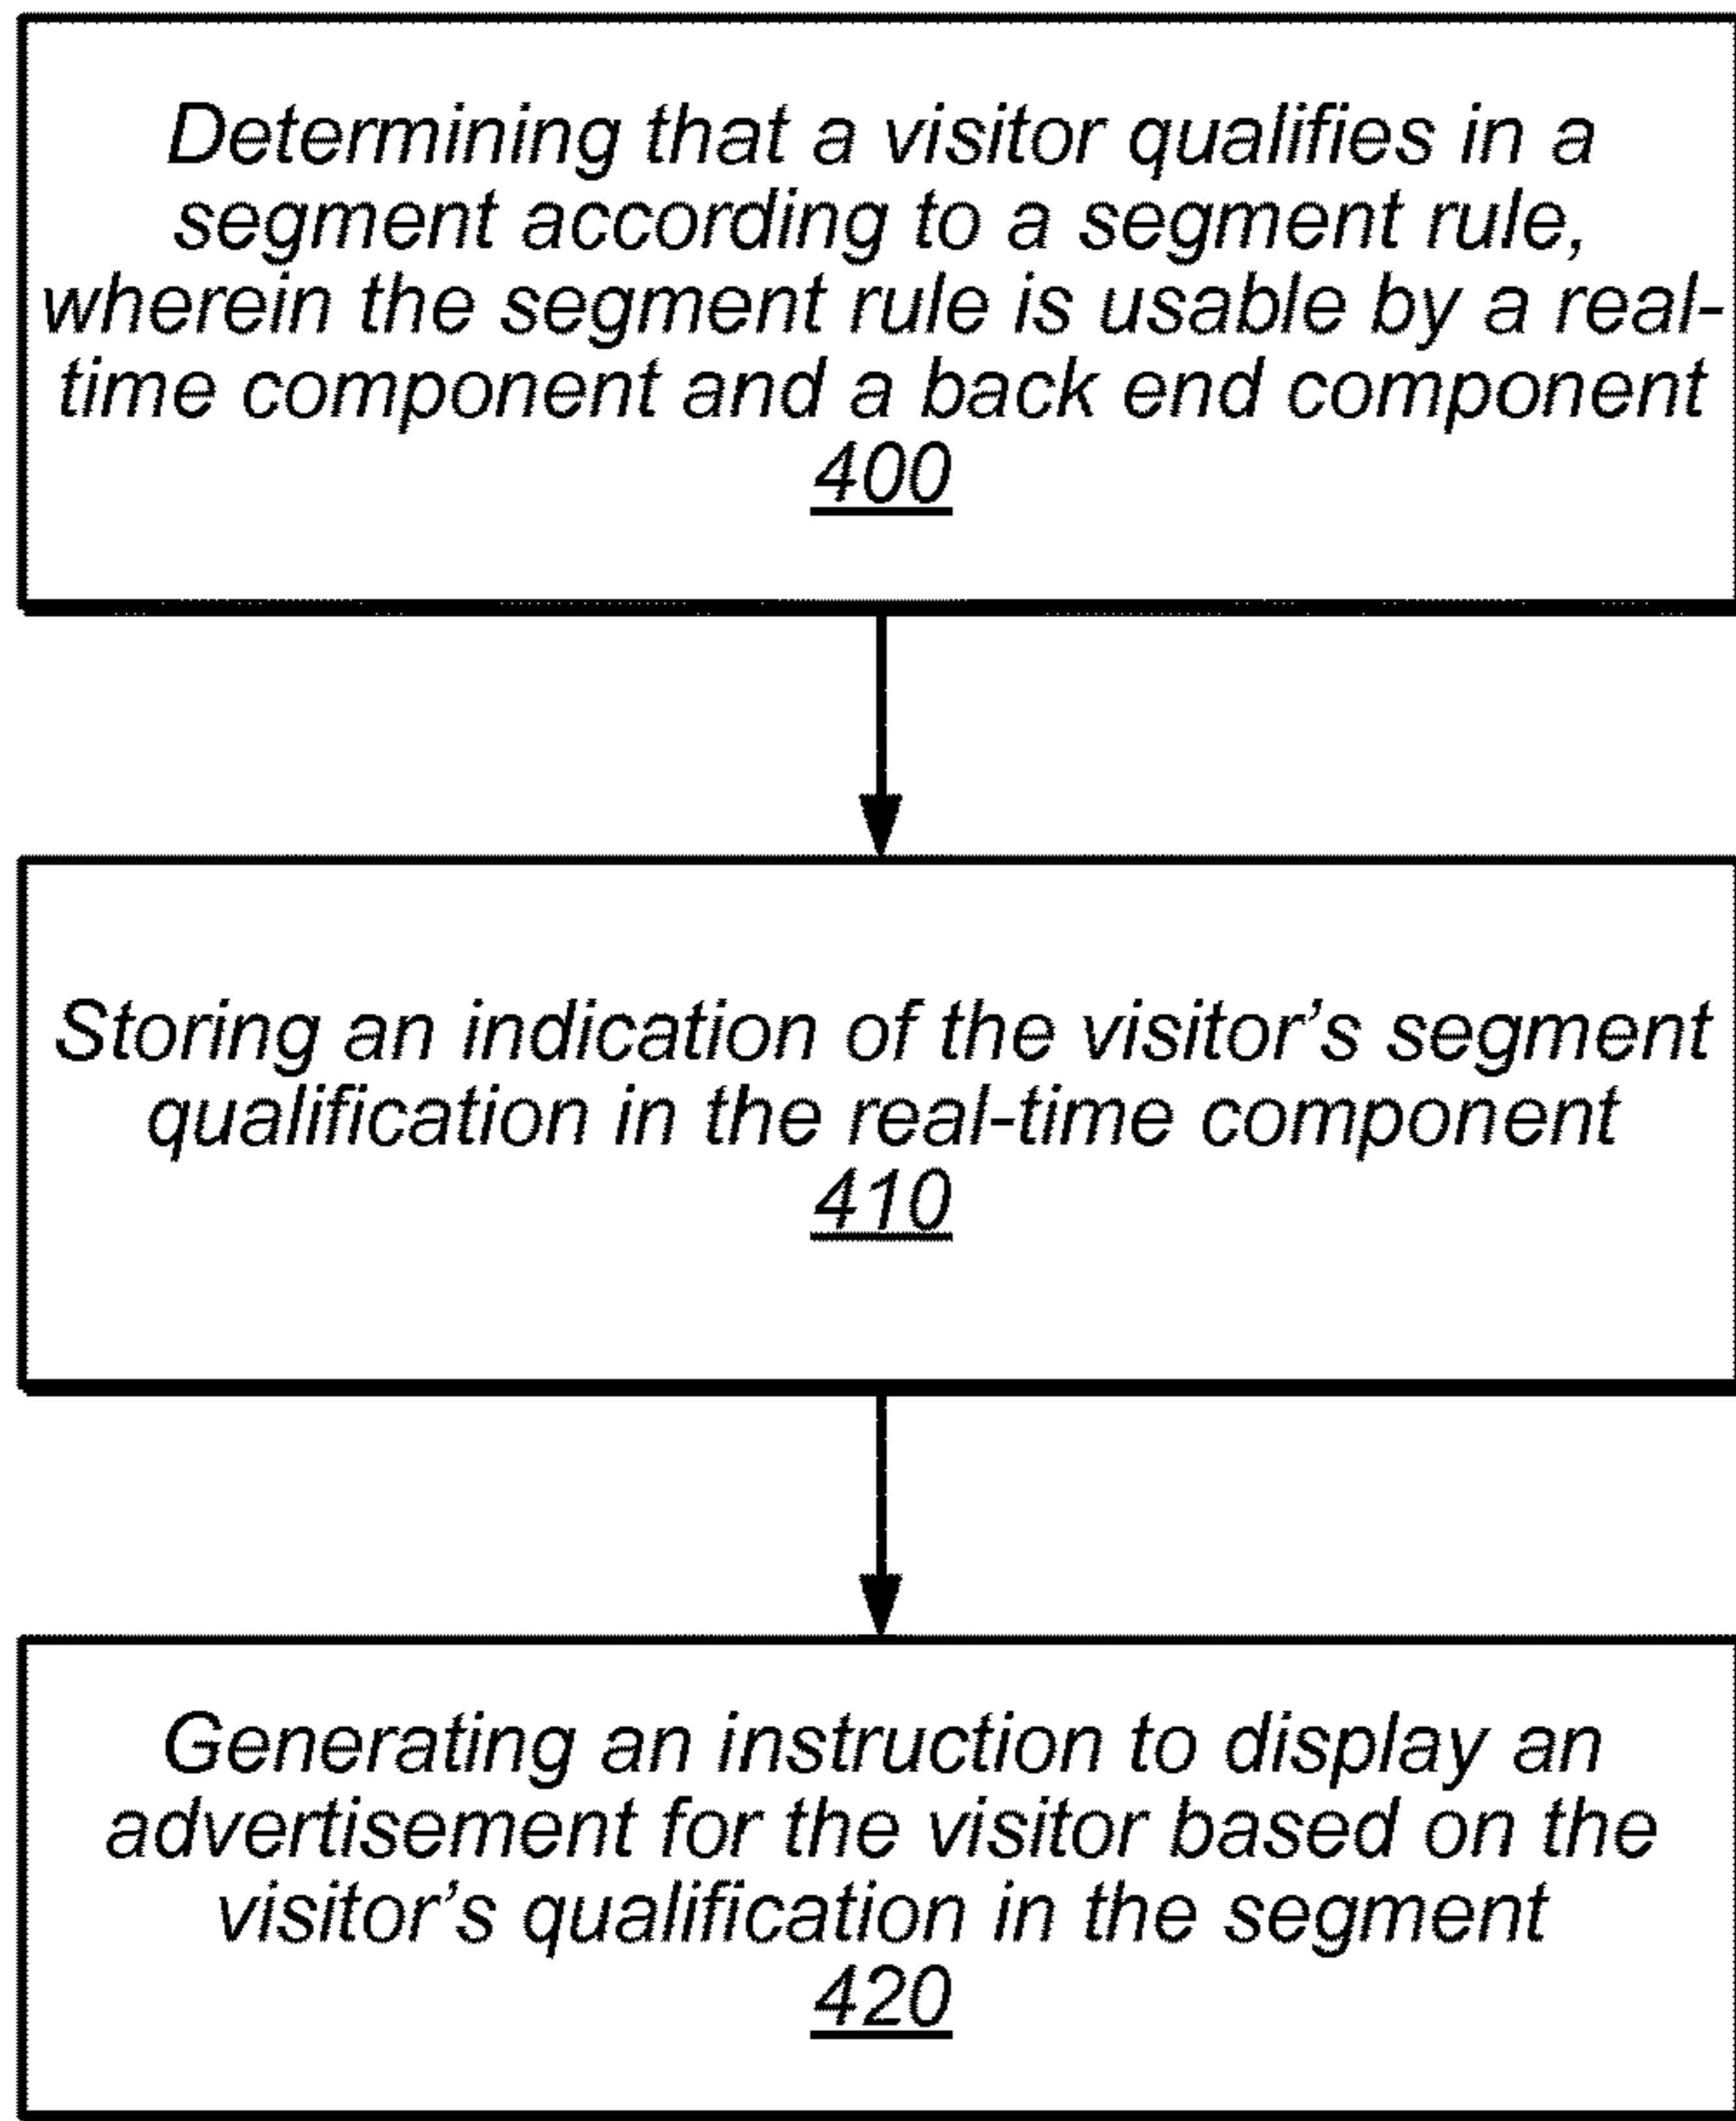 Determining that a visitor qualifies in a
segment according to a segment rule,
wherein the segment rule is usable by a real-
time component and a back end component
400
Storing an indication of the visitor’s segment
qualification in the real-time component
410
Generating an instruction to display an
advertisement for the visitor based on the
visitor’s qualification in the segment
420